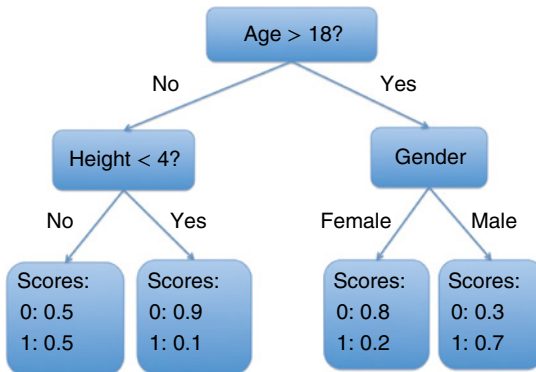 Age > 18?
No
Yes
Height < 4?
Gender
No
Yes
Female
Male
Scores:
0: 0.5
1: 0.5
Scores:
0: 0.9
1: 0.1
Scores:
0: 0.8
1: 0.2
Scores:
0: 0.3
1: 0.7